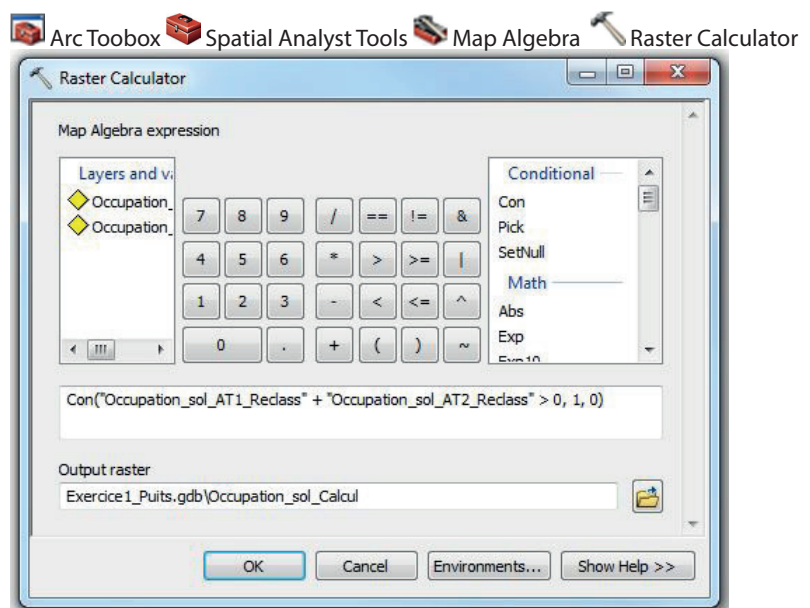 Arc Toobox Spatial Analyst Tools Map Algebra Raster Calculator
Raster Calculator
Map Algebra expression
Layers and va
Occupation_
Occupation_
7 8 9 / == != &
4 5 6 * > >= |
1 2 3 - < <= ^
0 . + ( ) ~
Conditional
Con
Pick
SetNull
Math
Abs
Exp
Exp10
Con("Occupation_sol_AT1_Reclass" + "Occupation_sol_AT2_Reclass" > 0, 1, 0)
Output raster
Exercice1_Puits.gdb\Occupation_sol_Calcul
OK Cancel Environments... Show Help >>